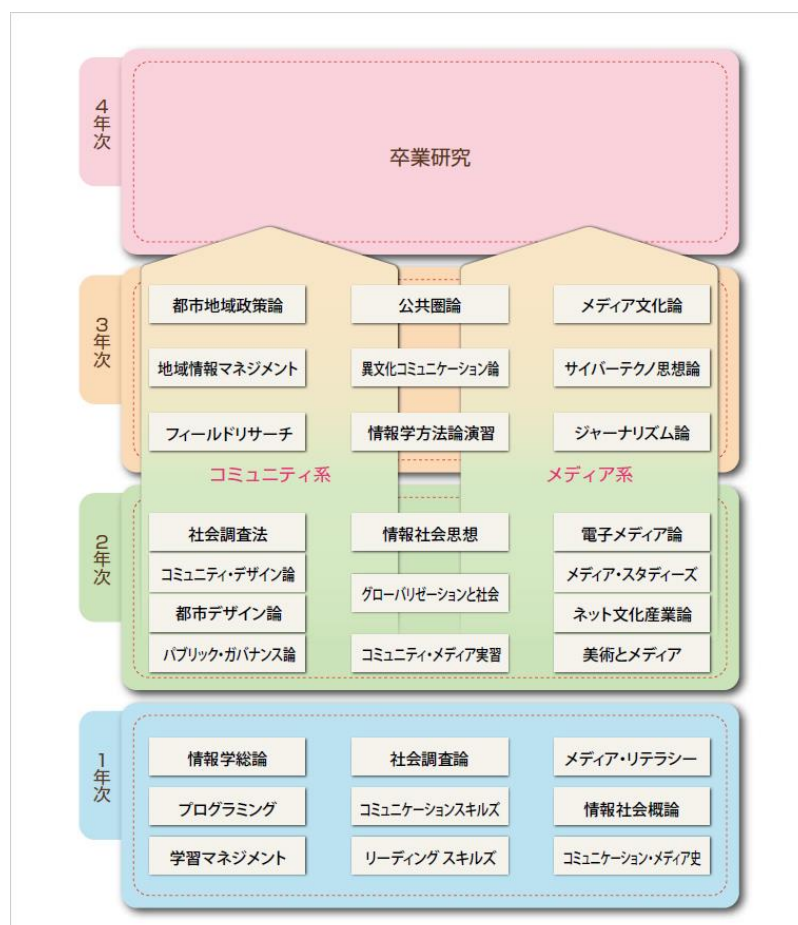 4年次
卒業研究
3年次
都市地域政策論
公共圏論
メディア文化論
地域情報マネジメント
異文化コミュニケーション論
サイバーテクノ思想論
フィールドリサーチ
情報学方法論演習
ジャーナリズム論
コミュニティ系
メディア系
2年次
社会調査法
情報社会思想
電子メディア論
コミュニティ・デザイン論
グローバリゼーションと社会
メディア・スタディーズ
都市デザイン論
ネット文化産業論
パブリック・ガバナンス論
コミュニティ・メディア実習
美術とメディア
1年次
情報学総論
社会調査論
メディア・リテラシー
プログラミング
コミュニケーションスキルズ
情報社会概論
学習マネジメント
リーディングスキルズ
コミュニケーション・メディア史